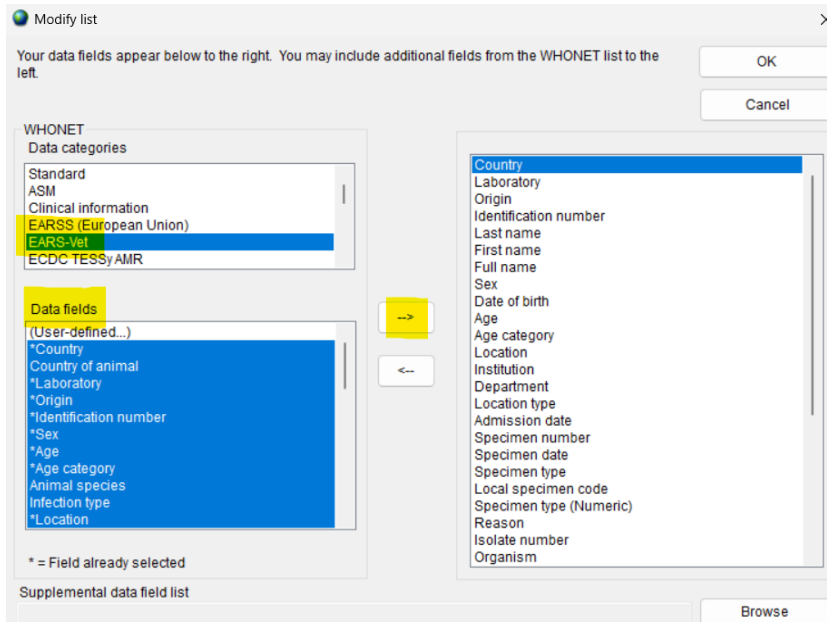 Modify list
Your data fields appear below to the right. You may include additional fields from the WHONET list to the
left.
OK
Cancel
WHONET
Data categories
Standard
ASM
Clinical information
EARSS (European Union)
EARS-Vet
ECDC TESSy AMR
Data fields
(User-defined...)
*Country
Country of animal
*Laboratory
*Origin
*Identification number
*Sex
*Age
*Age category
Animal species
Infection type
*Location
* = Field already selected
-->
<--
Country
Laboratory
Origin
Identification number
Last name
First name
Full name
Sex
Date of birth
Age
Age category
Location
Institution
Department
Location type
Admission date
Specimen number
Specimen date
Specimen type
Local specimen code
Specimen type (Numeric)
Reason
Isolate number
Organism
Supplemental data field list
Browse